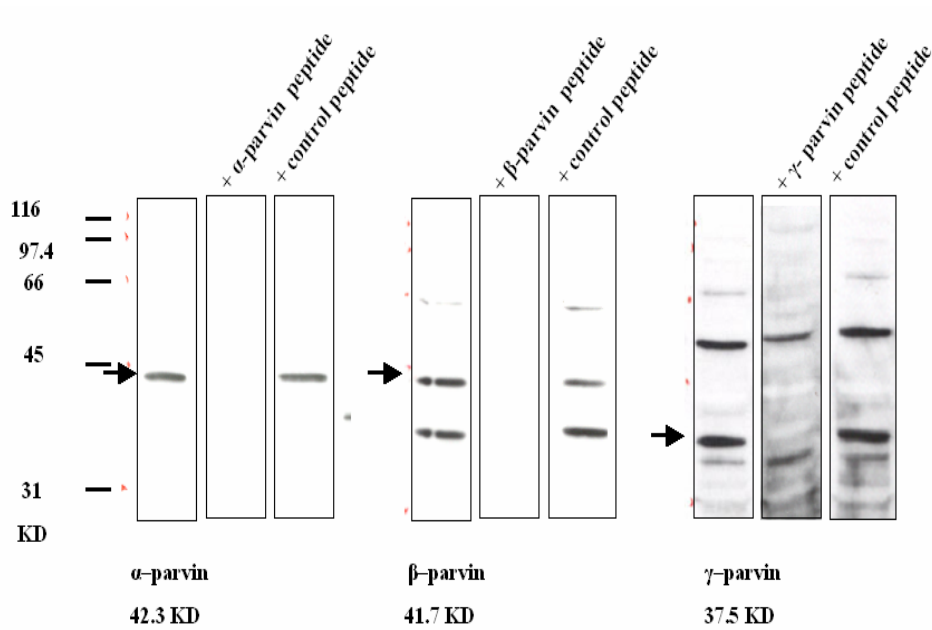 + α-parvin peptide
+ control peptide
+ β-parvin peptide
+ control peptide
+ γ- parvin peptide
+ control peptide
116
97.4
66
45
31
KD
α–parvin
β–parvin
γ–parvin
42.3 KD
41.7 KD
37.5 KD